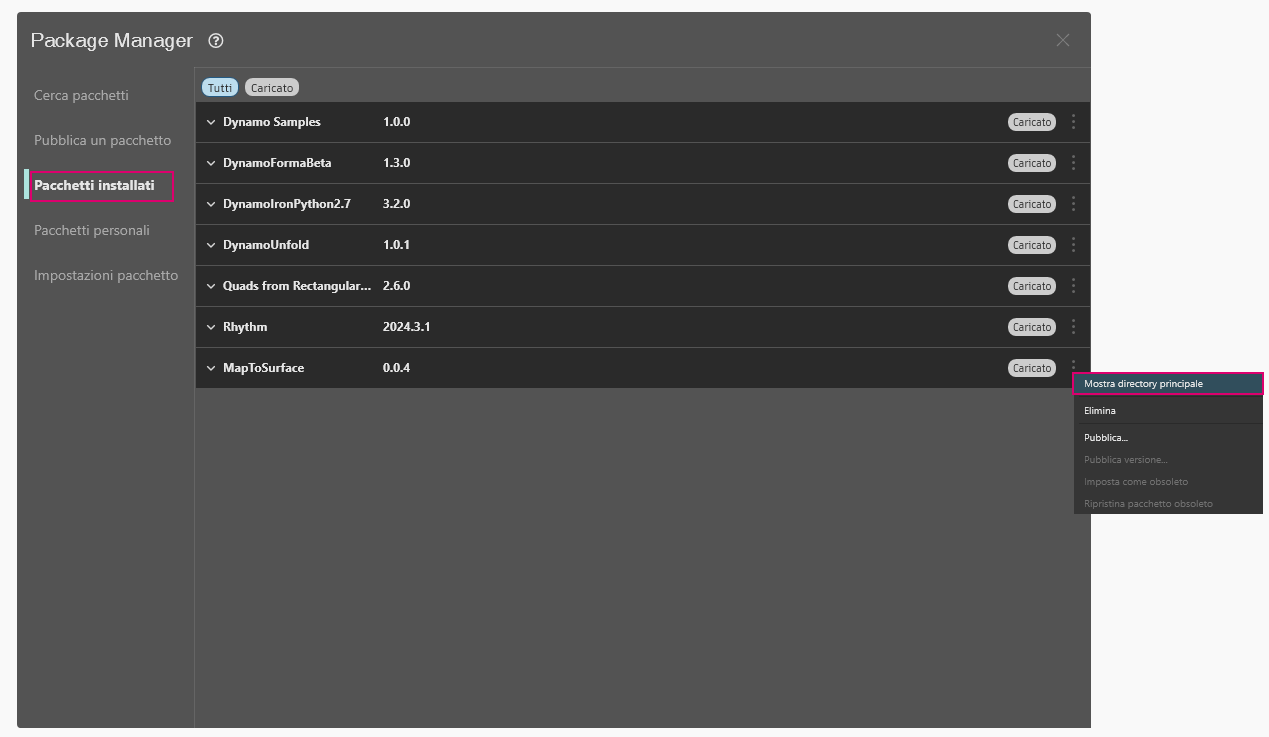 Package Manager ?
Cerca pacchetti
Pubblica un pacchetto
Pacchetti installati
Pacchetti personali
Impostazioni pacchetto
Tutti Caricato
Dynamo Samples 1.0.0 Caricato
DynamoFormaBeta 1.3.0 Caricato
DynamoIronPython2.7 3.2.0 Caricato
DynamoUnfold 1.0.1 Caricato
Quads from Rectangular... 2.6.0 Caricato
Rhythm 2024.3.1 Caricato
MapToSurface 0.0.4 Caricato
Mostra directory principale
Elimina
Pubblica...
Pubblica versione...
Imposta come obsoleto
Ripristina pacchetto obsoleto